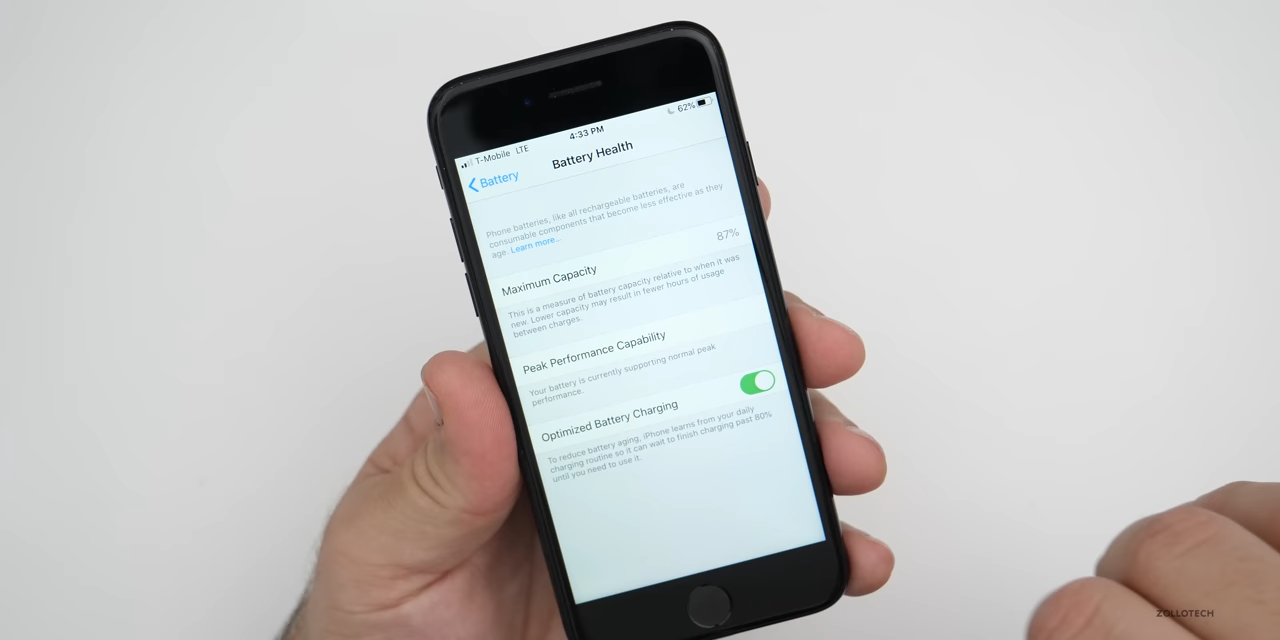 T-Mobile LTE 4:33 PM 62%
Battery Battery Health
Phone batteries, like all rechargeable batteries, are
consumable components that become less effective as they
age. Learn more...
Maximum Capacity 87%
This is a measure of battery capacity relative to when it was
new. Lower capacity may result in fewer hours of usage
between charges.
Peak Performance Capability
Your battery is currently supporting normal peak
performance.
Optimized Battery Charging
To reduce battery aging, iPhone learns from your daily
charging routine so it can wait to finish charging past 80%
until you need to use it.
ZOLLOTECH